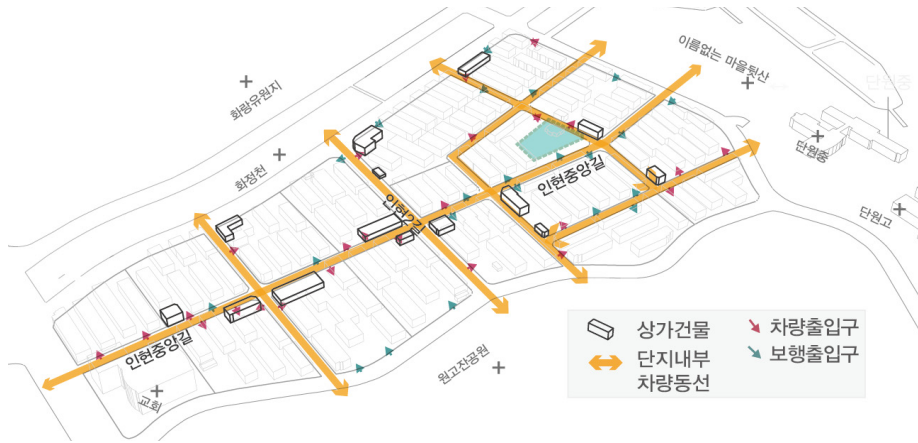 이름없는 마을뒷산
단원중
화랑유원지
단원중
화정천
인현중앙길
인현2길
단원고
상가건물
차량출입구
단지내부
차량동선
보행출입구
인현중앙길
원고잔공원
교회